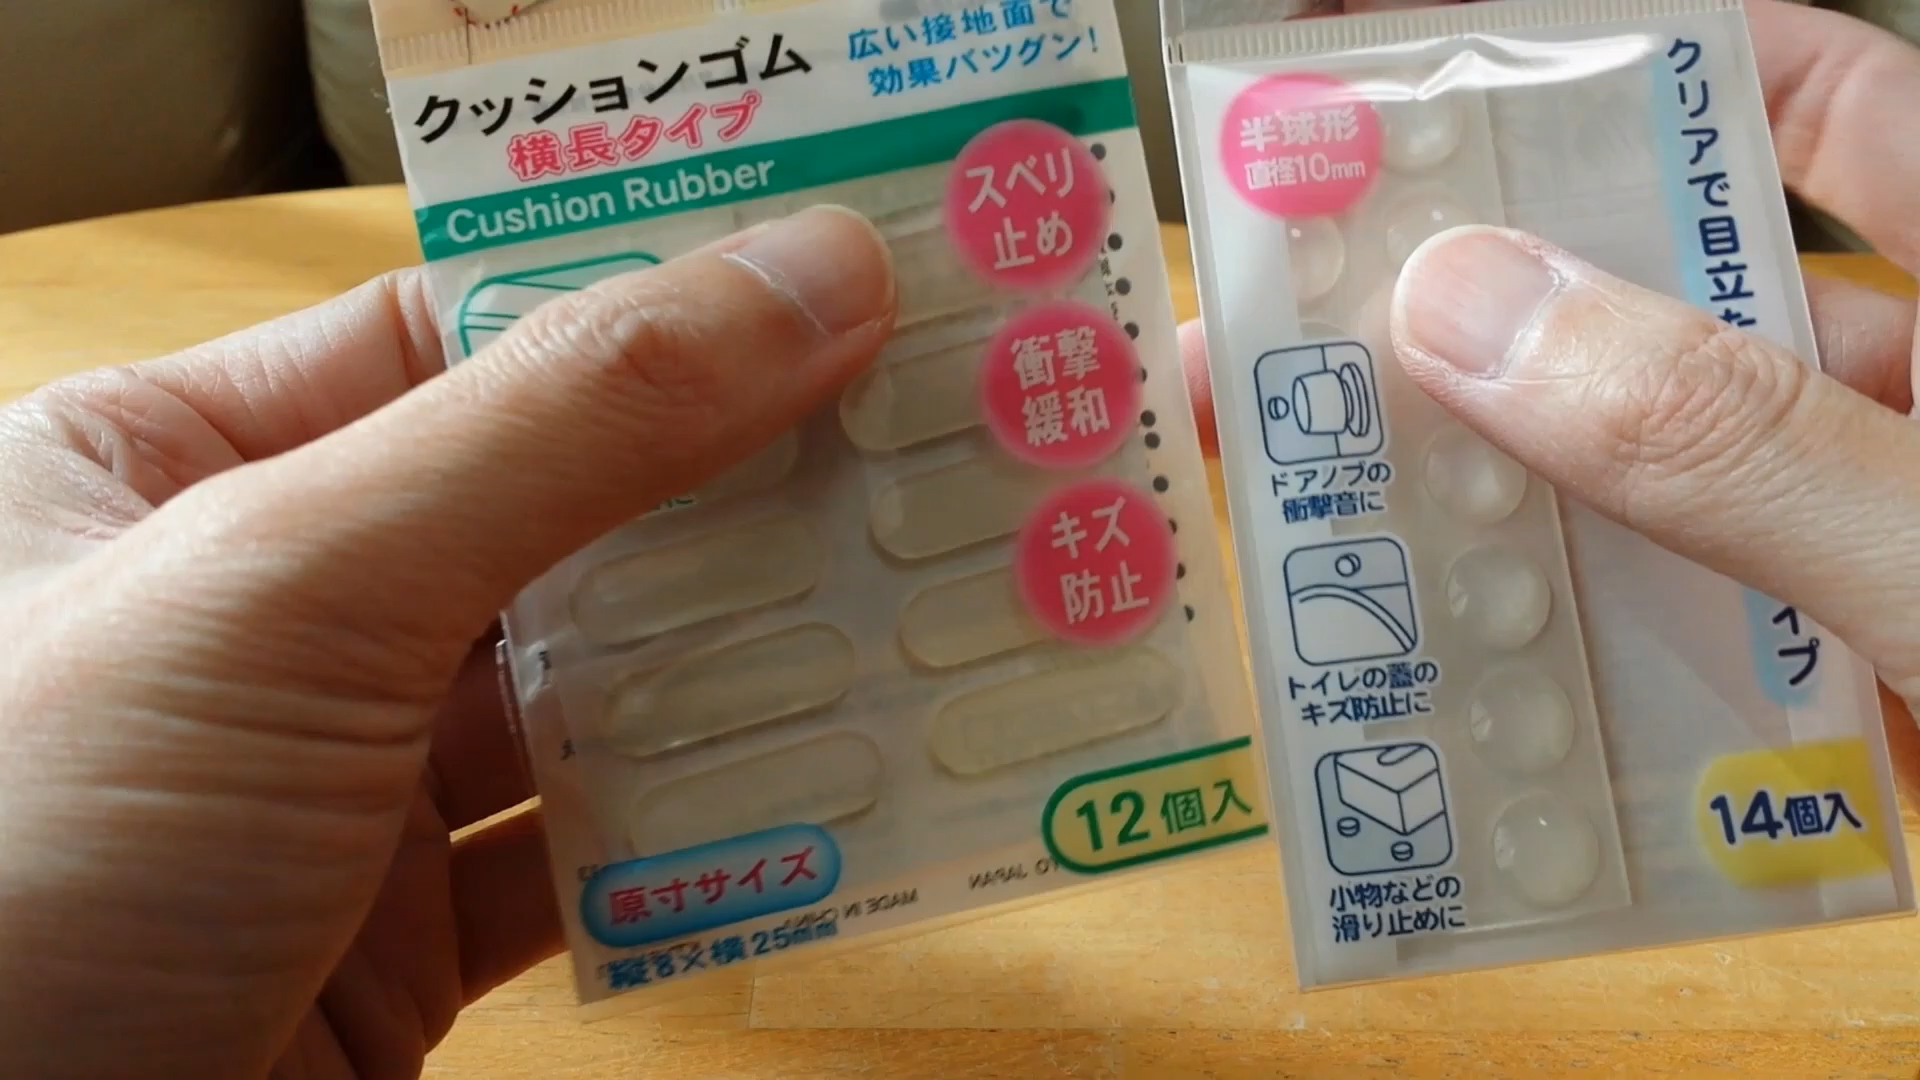 クッションゴム
横長タイプ
広い接地面で
効果バツグン!
Cushion Rubber
スベリ
止め
衝撃
緩和
キズ
防止
12個入
原寸サイズ
縦8×横25mm
MADE IN CHINA
JAPAN
半球形
直径10mm
クリアで目立た
イプ
ドアノブの
衝撃音に
トイレの蓋の
キズ防止に
小物などの
滑り止めに
14個入